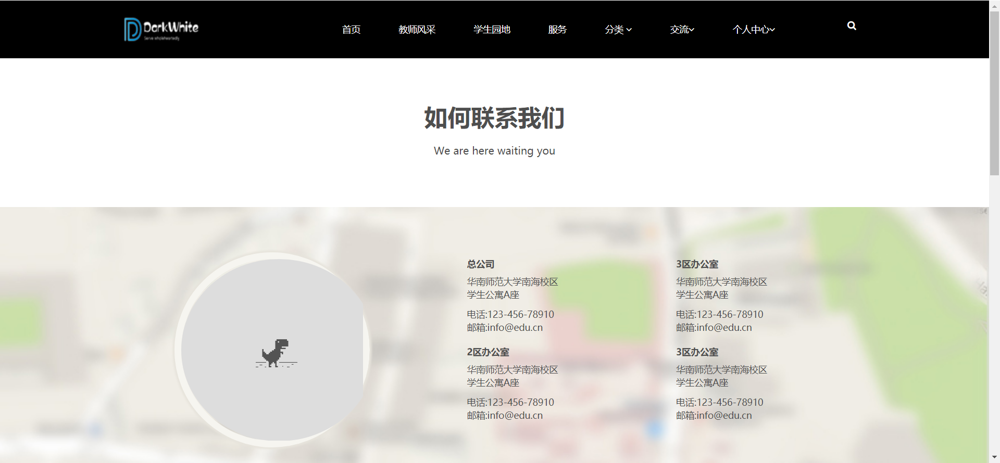 DarkWhite
Serve wholeheartedly
首页 教师风采 学生园地 服务 分类 交流 个人中心
如何联系我们
We are here waiting you
总公司
华南师范大学南海校区
学生公寓A座
电话:123-456-78910
邮箱:info@edu.cn
3区办公室
华南师范大学南海校区
学生公寓A座
电话:123-456-78910
邮箱:info@edu.cn
2区办公室
华南师范大学南海校区
学生公寓A座
电话:123-456-78910
邮箱:info@edu.cn
3区办公室
华南师范大学南海校区
学生公寓A座
电话:123-456-78910
邮箱:info@edu.cn